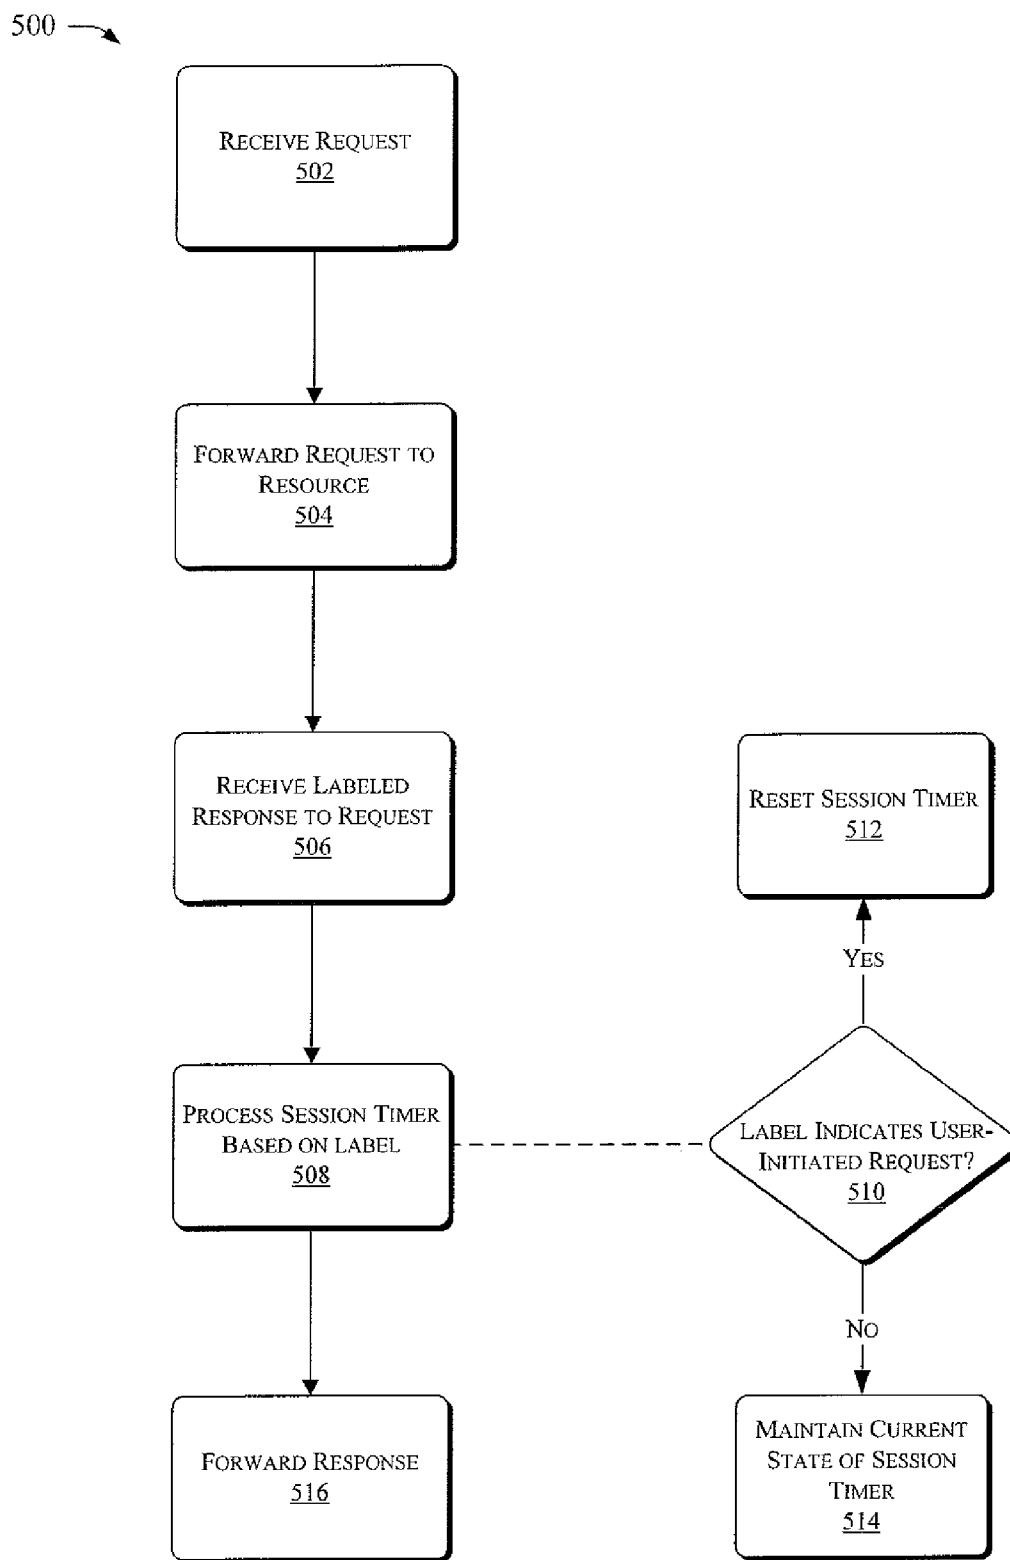 500
RECEIVE REQUEST
502
FORWARD REQUEST TO
RESOURCE
504
RECEIVE LABELED
RESPONSE TO REQUEST
506
RESET SESSION TIMER
512
YES
PROCESS SESSION TIMER
BASED ON LABEL
508
LABEL INDICATES USER-
INITIATED REQUEST?
510
NO
FORWARD RESPONSE
516
MAINTAIN CURRENT
STATE OF SESSION
TIMER
514